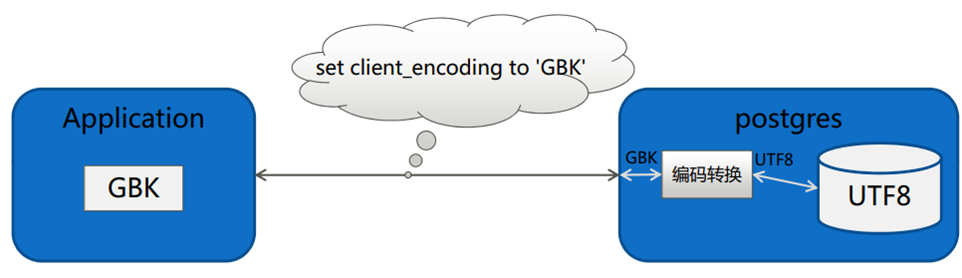 set client_encoding to 'GBK'
Application
postgres
GBK
GBK
编码转换
UTF8
UTF8